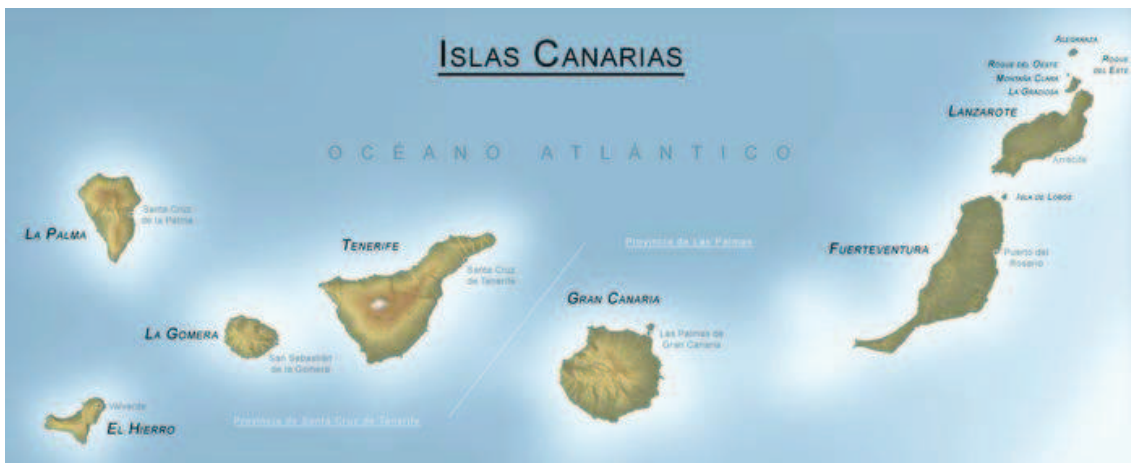 ISLAS CANARIAS
ALEGRANZA
ROQUE DEL OESTE
ROQUE
DEL ESTE
MONTAÑA CLARA
LA GRACIOSA
LANZAROTE
Arrecife
OCÉANO ATLÁNTICO
ISLA DE LOBOS
Santa Cruz
de la Palma
LA PALMA
TENERIFE
Provincia de Las Palmas
FUERTEVENTURA
Puerto del
Rosario
Santa Cruz
de Tenerife
GRAN CANARIA
LA GOMERA
Las Palmas de
Gran Canaria
San Sebastián
de la Gomera
Valverde
EL HIERRO
Provincia de Santa Cruz de Tenerife